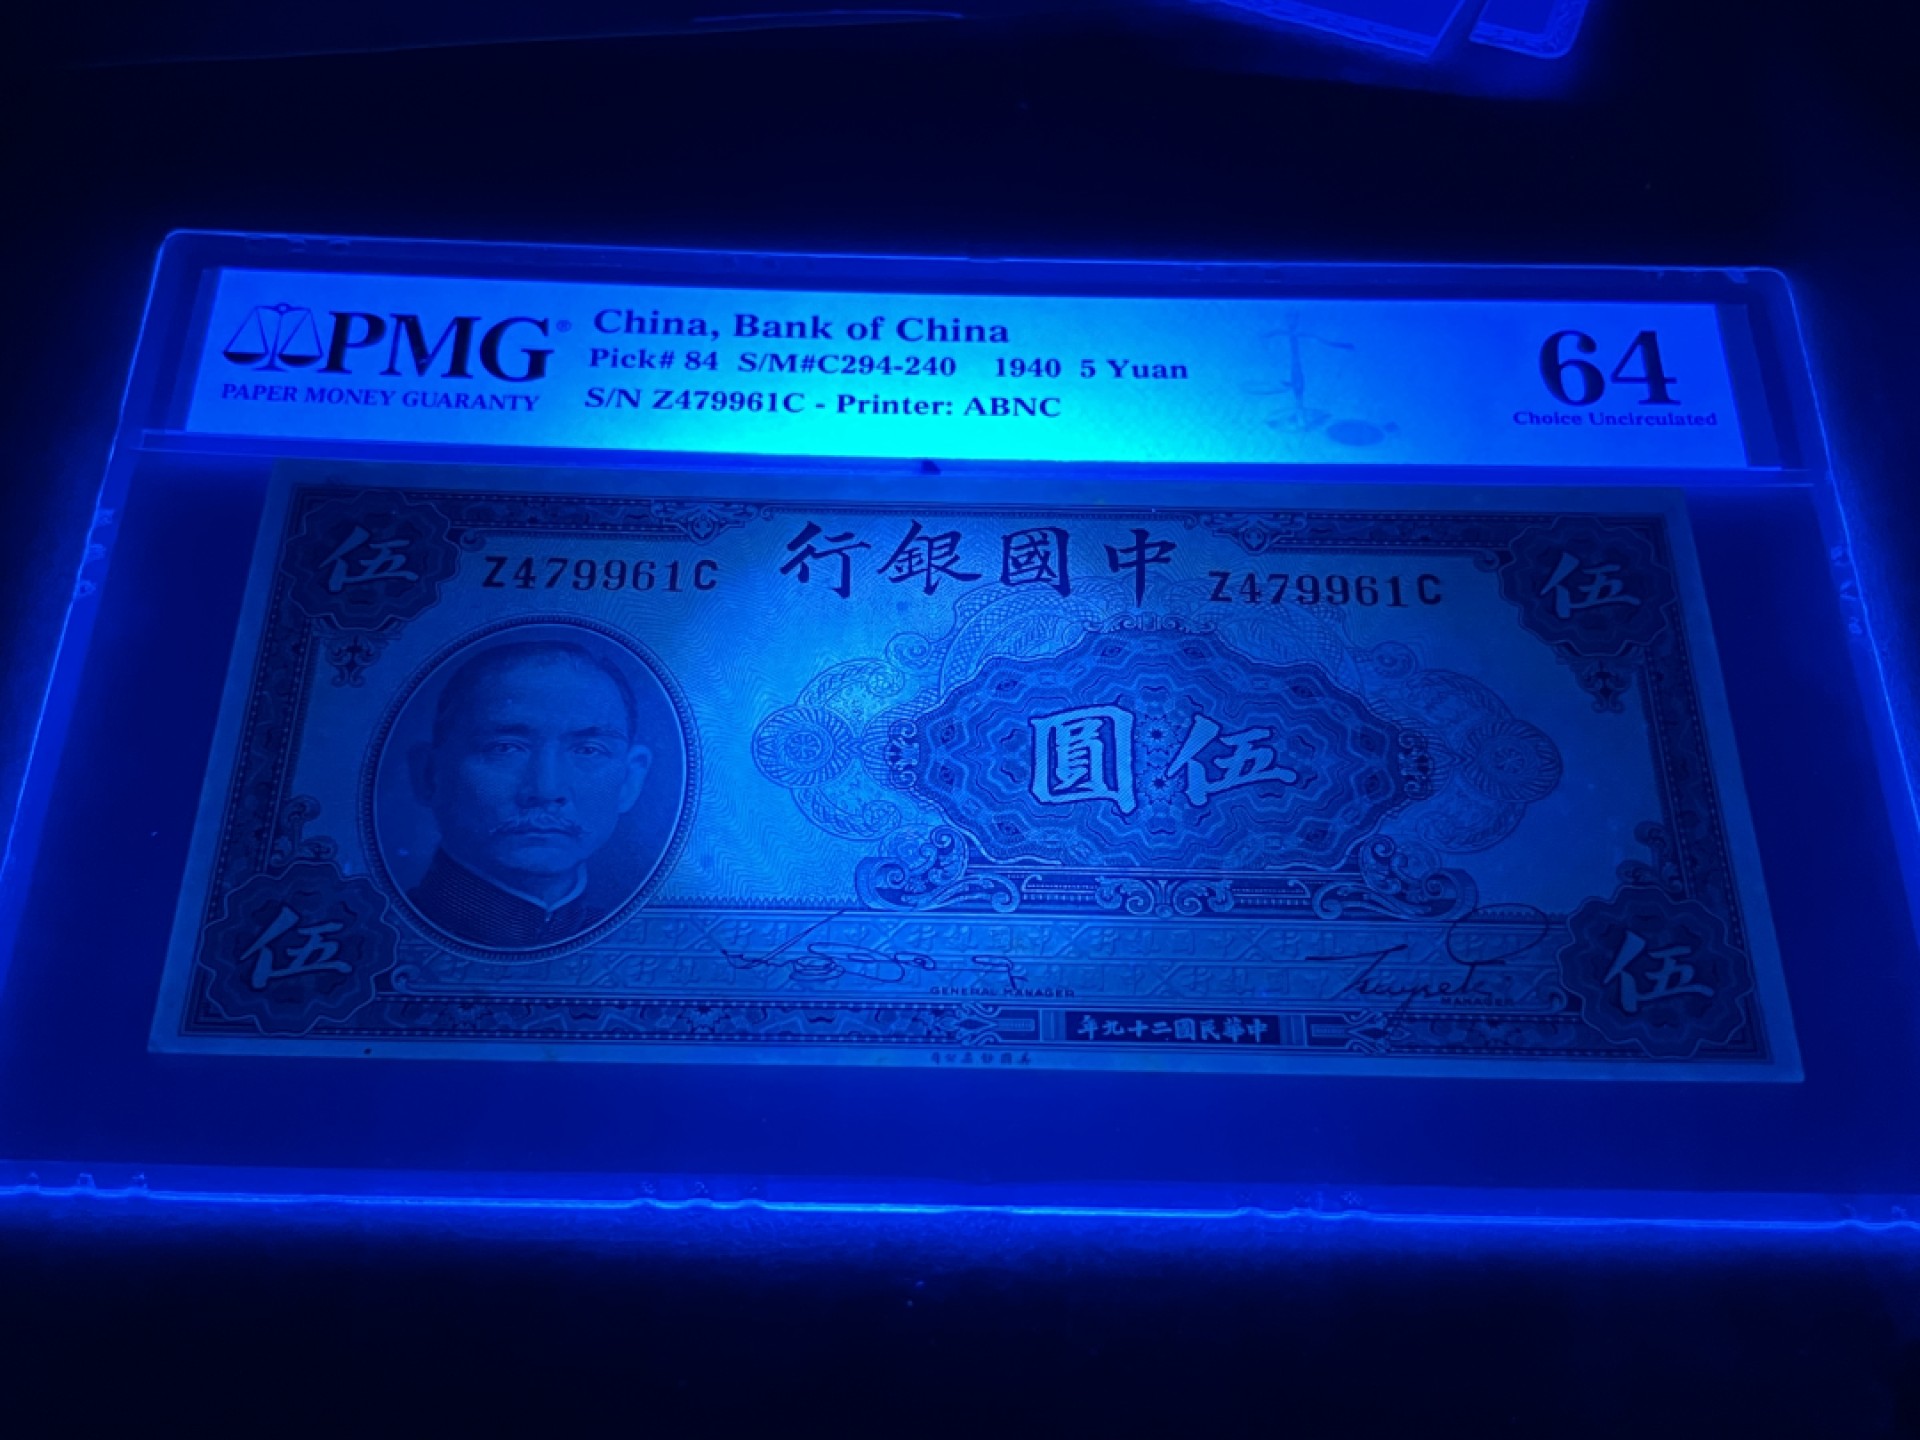 PMG®
PAPER MONEY GUARANTY
China, Bank of China
Pick# 84 S/M#C294-240 1940 5 Yuan
S/N Z479961C - Printer: ABNC
64
Choice Uncirculated
伍
Z479961C
行銀國中
Z479961C
伍
圓伍
伍
GENERAL MANAGER
MANAGER
伍
年九十二國民華中